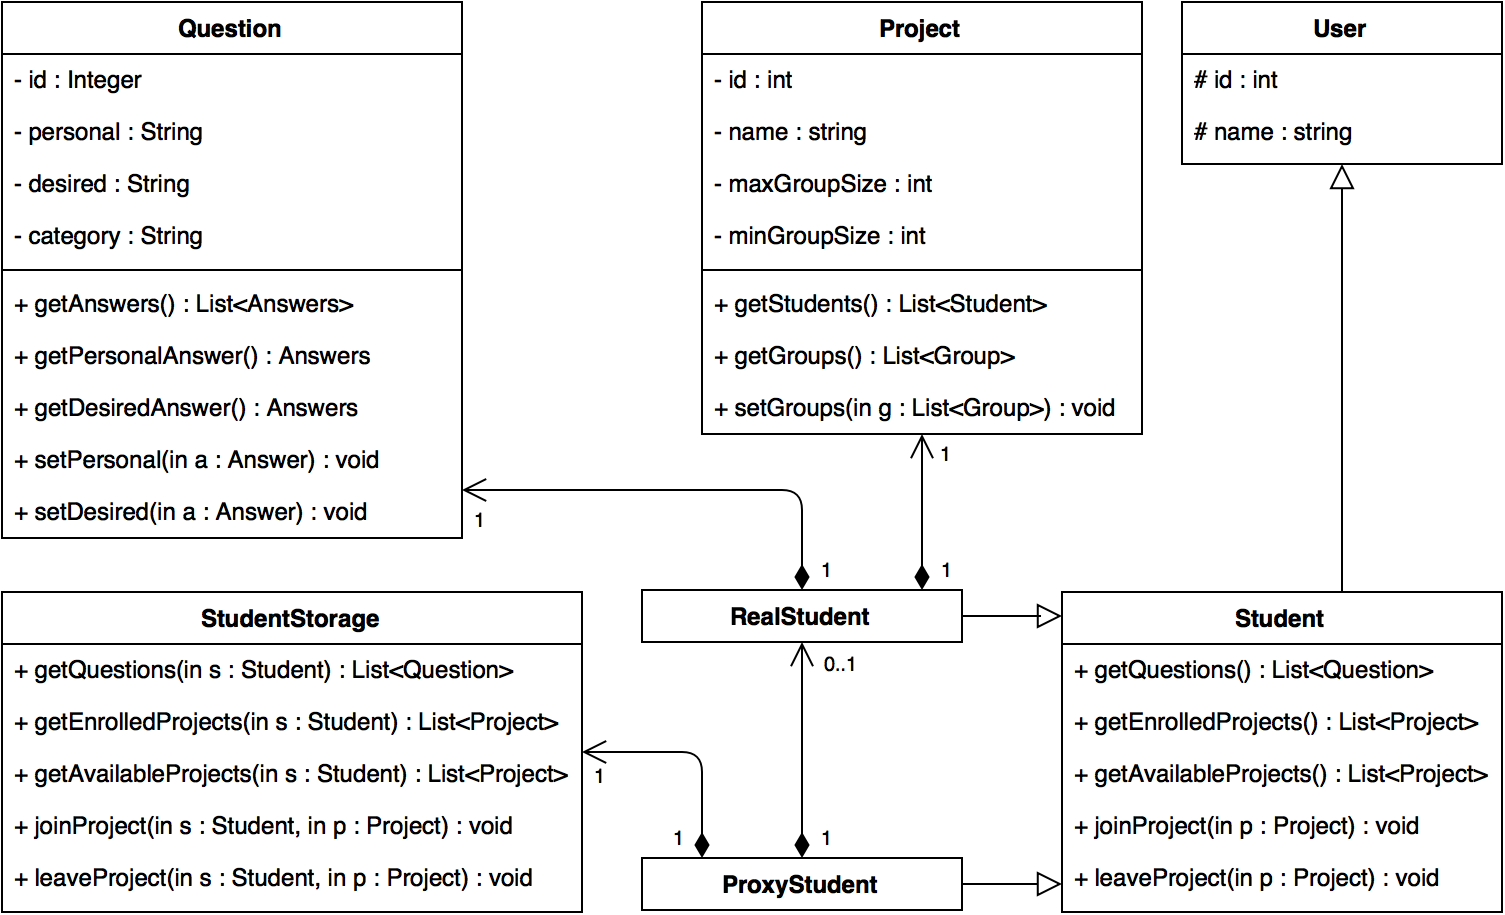 Question
- id : Integer
- personal : String
- desired : String
- category : String
+ getAnswers() : List<Answers>
+ getPersonalAnswer() : Answers
+ getDesiredAnswer() : Answers
+ setPersonal(in a : Answer) : void
+ setDesired(in a : Answer) : void
Project
- id : int
- name : string
- maxGroupSize : int
- minGroupSize : int
+ getStudents() : List<Student>
+ getGroups() : List<Group>
+ setGroups(in g : List<Group>) : void
User
# id : int
# name : string
1
1
1
1
RealStudent
0..1
StudentStorage
+ getQuestions(in s : Student) : List<Question>
+ getEnrolledProjects(in s : Student) : List<Project>
+ getAvailableProjects(in s : Student) : List<Project>
+ joinProject(in s : Student, in p : Project) : void
+ leaveProject(in s : Student, in p : Project) : void
1
1
1
ProxyStudent
Student
+ getQuestions() : List<Question>
+ getEnrolledProjects() : List<Project>
+ getAvailableProjects() : List<Project>
+ joinProject(in p : Project) : void
+ leaveProject(in p : Project) : void